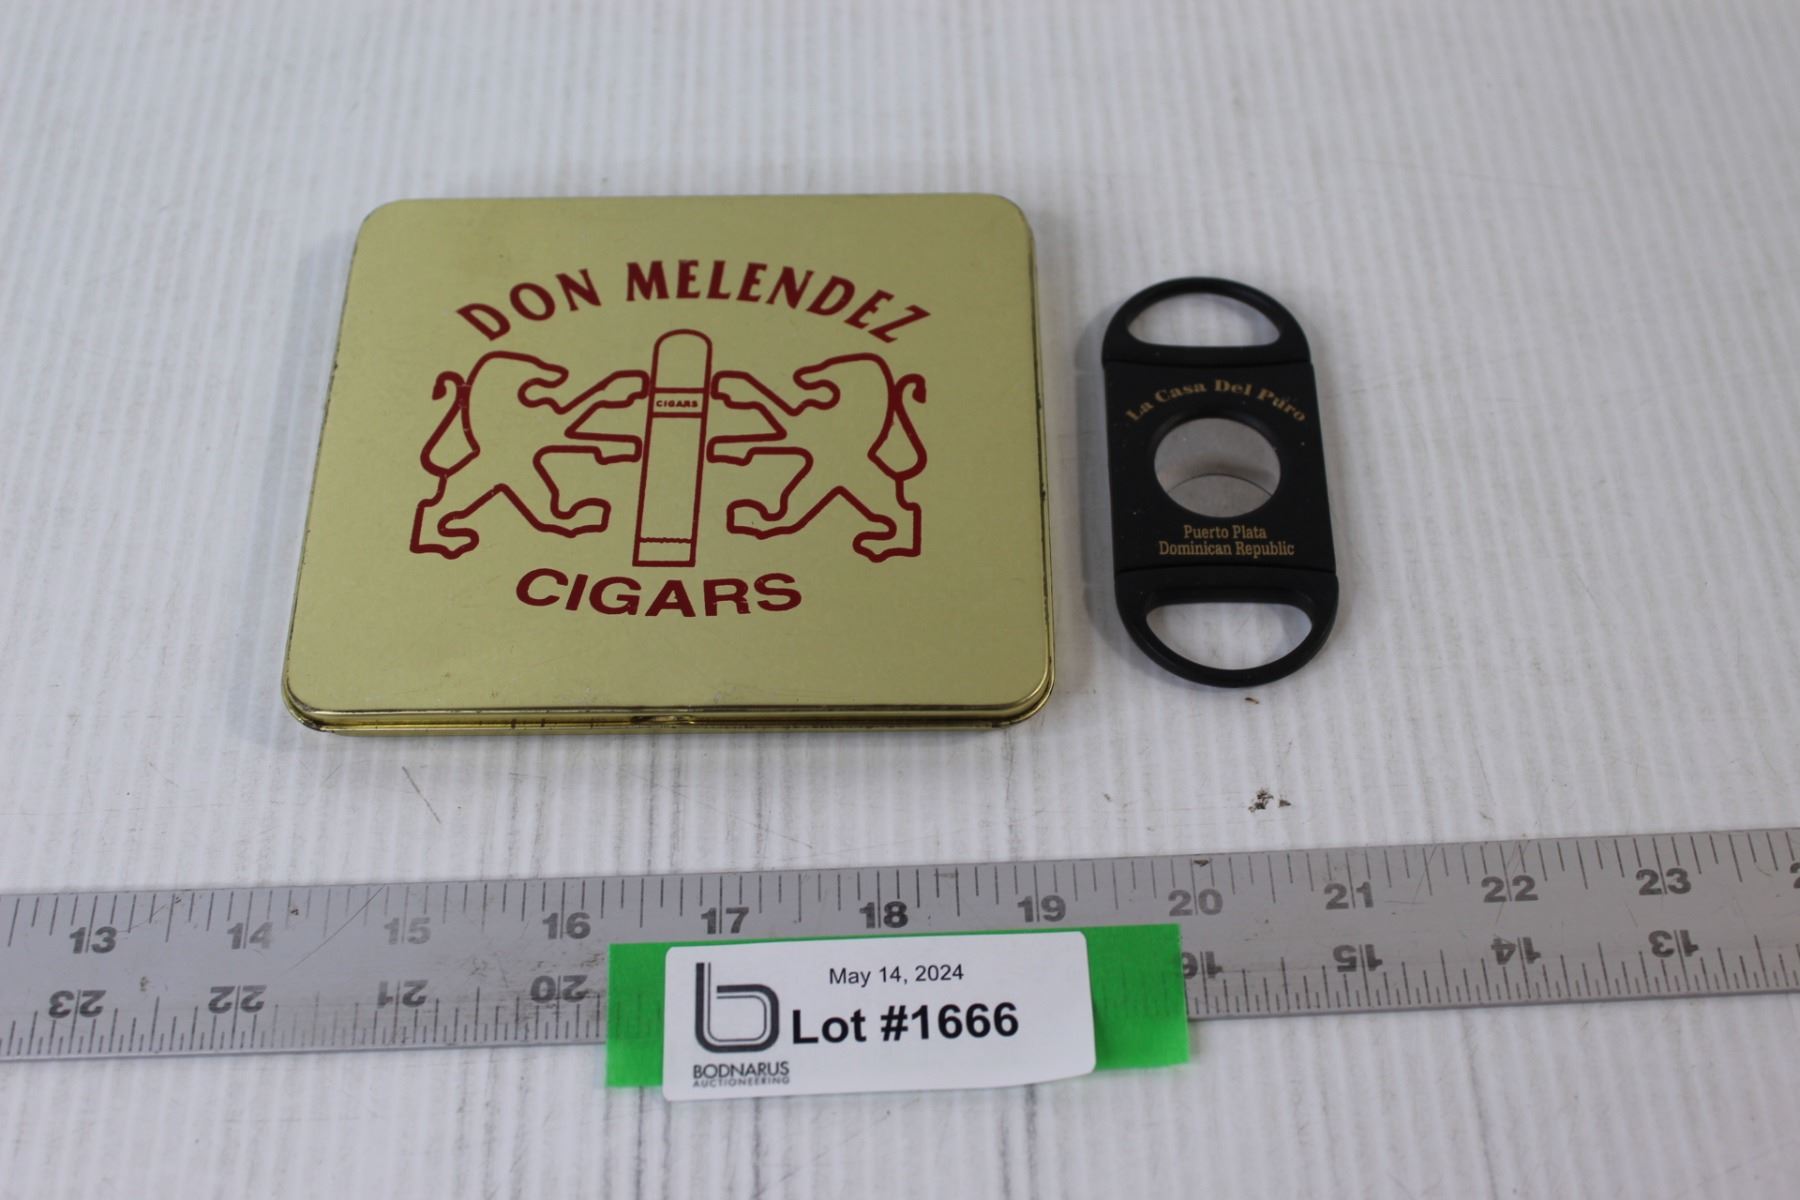 DON MELENDEZ
CIGARS
CIGARS
La Casa Del Puro
Puerto Plata
Dominican Republic
13 14 15 16 17 18 19 20 21 22 23
23 22 21 20 16 15 14 13
May 14, 2024
Lot #1666
BODNARUS
AUCTIONEERING